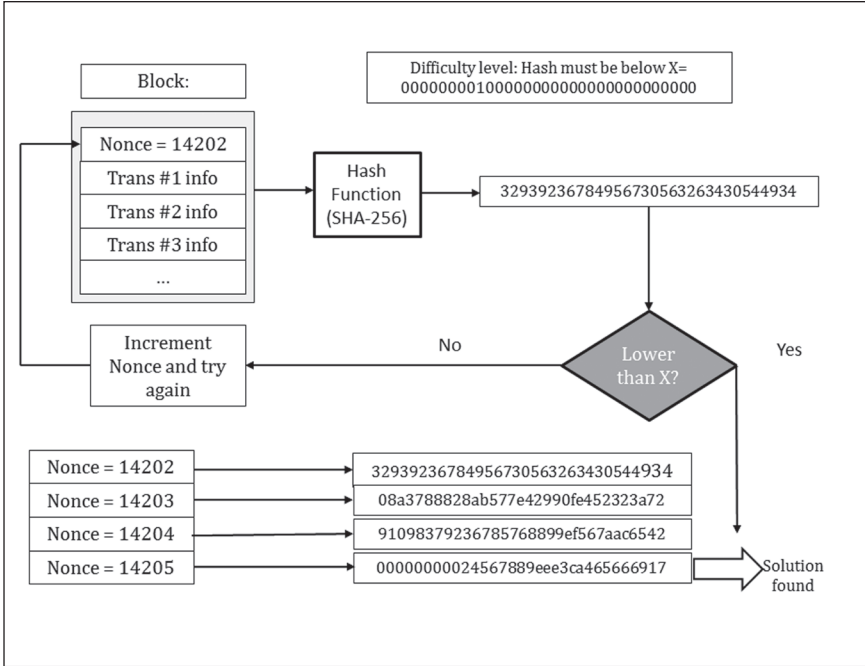 Block:
Difficulty level: Hash must be below X=
00000000100000000000000000000000
Nonce = 14202
Trans #1 info
Trans #2 info
Trans #3 info
...
Hash
Function
(SHA-256)
32939236784956730563263430544934
Increment
Nonce and try
again
No
Lower
than X?
Yes
Nonce = 14202
32939236784956730563263430544934
Nonce = 14203
08a3788828ab577e42990fe452323a72
Nonce = 14204
91098379236785768899ef567aac6542
Nonce = 14205
00000000024567889eee3ca465666917
Solution
found